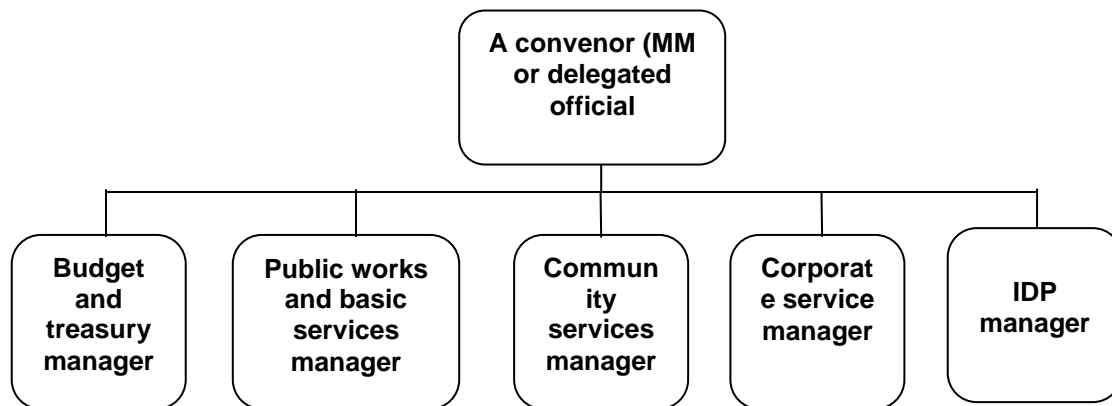 A convenor (MM
or delegated
official
Budget
and
treasury
manager
Public works
and basic
services
manager
Commun
ity
services
manager
Corporat
e service
manager
IDP
manager